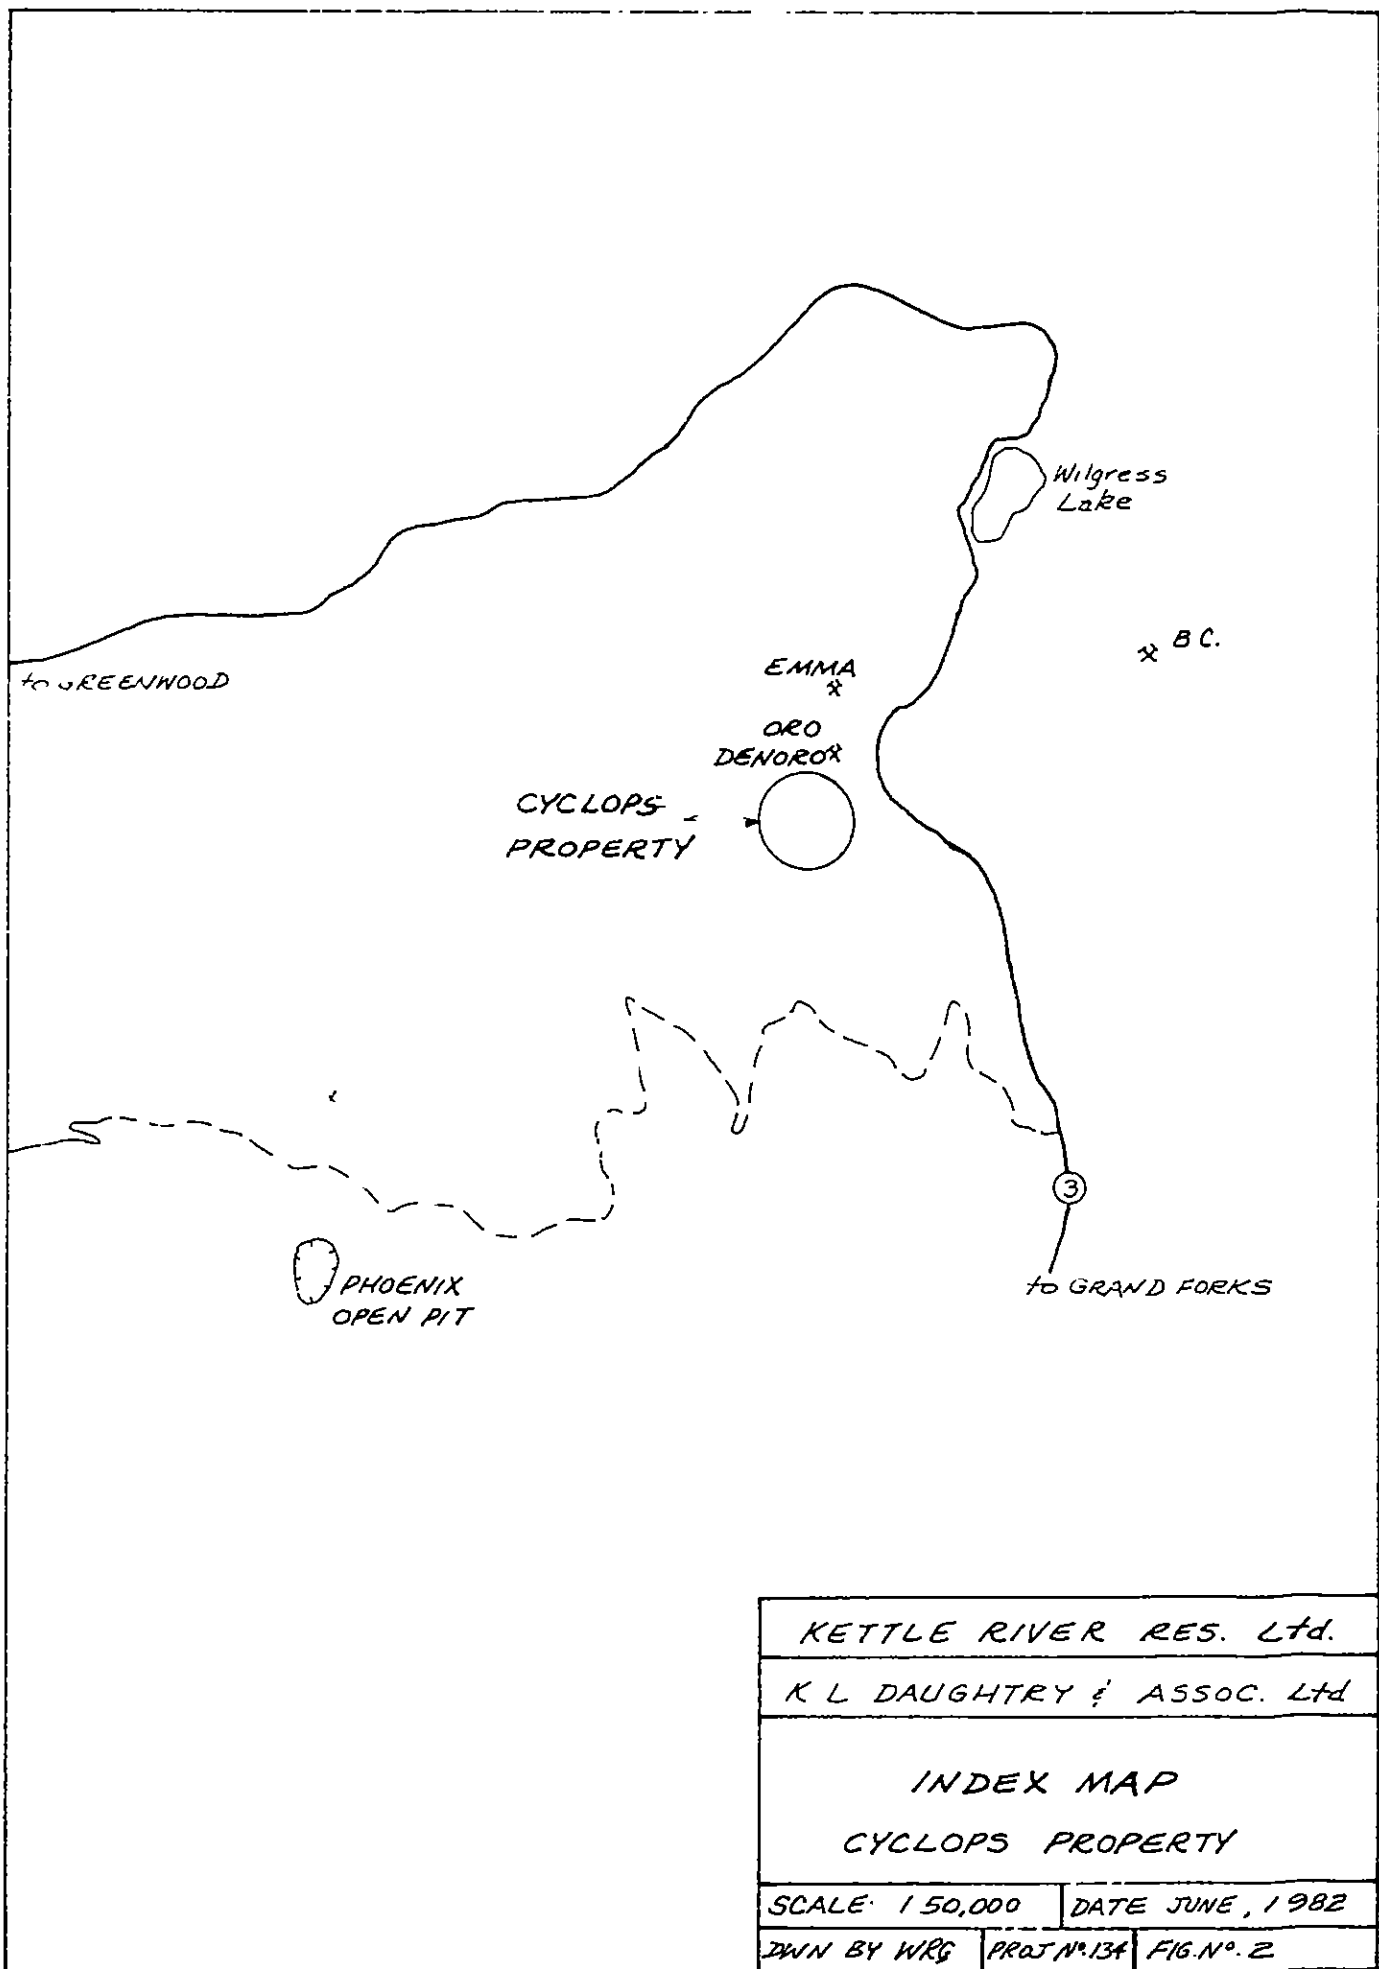 Wilgress
Lake
B C.
to GREENWOOD
EMMA
ORO
DENORO
CYCLOPS
PROPERTY
3
to GRAND FORKS
PHOENIX
OPEN PIT
KETTLE RIVER RES. Ltd.
K L DAUGHTRY & ASSOC. Ltd
INDEX MAP
CYCLOPS PROPERTY
SCALE· 1 50,000 DATE JUNE, 1982
DWN BY WRG PROJ Nº. 134 FIG. Nº. 2